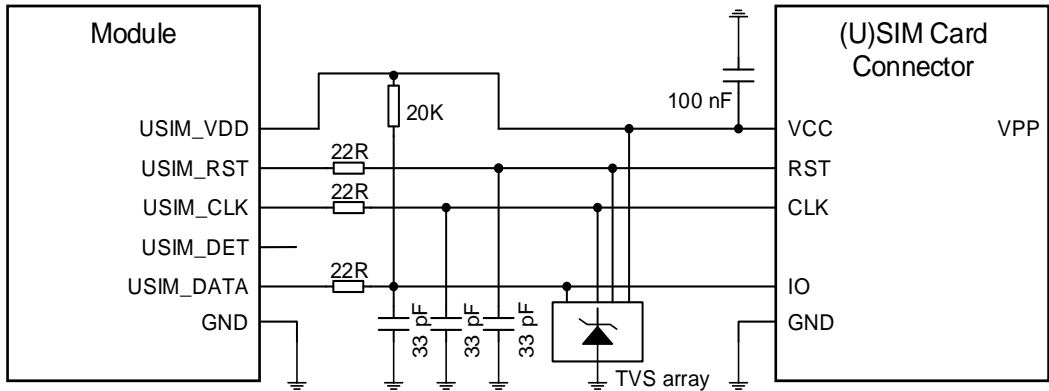 Module
(U)SIM Card
Connector
100 nF
20K
USIM_VDD
VCC
VPP
22R
USIM_RST
RST
22R
USIM_CLK
CLK
USIM_DET
22R
USIM_DATA
IO
GND
33 pF
33 pF
33 pF
GND
TVS array